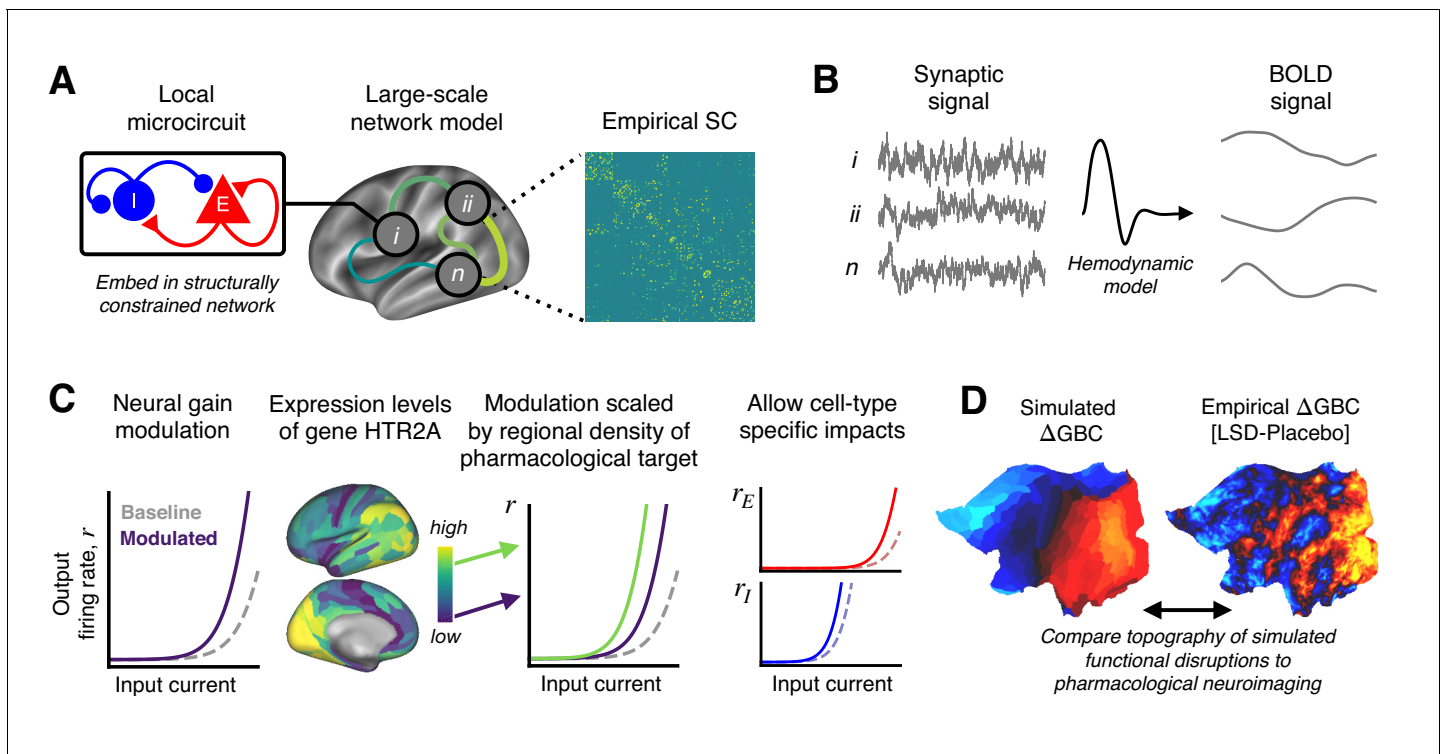 A
Local
microcircuit
I
E
Embed in structurally
constrained network
Large-scale
network model
i
ii
n
Empirical SC
B
Synaptic
signal
i
ii
n
Hemodynamic
model
BOLD
signal
C
Neural gain
modulation
Baseline
Modulated
Output
firing rate, r
Input current
Expression levels
of gene HTR2A
high
low
Modulation scaled
by regional density of
pharmacological target
r
Input current
Allow cell-type
specific impacts
rE
rI
Input current
D
Simulated
ΔGBC
Empirical ΔGBC
[LSD-Placebo]
Compare topography of simulated
functional disruptions to
pharmacological neuroimaging